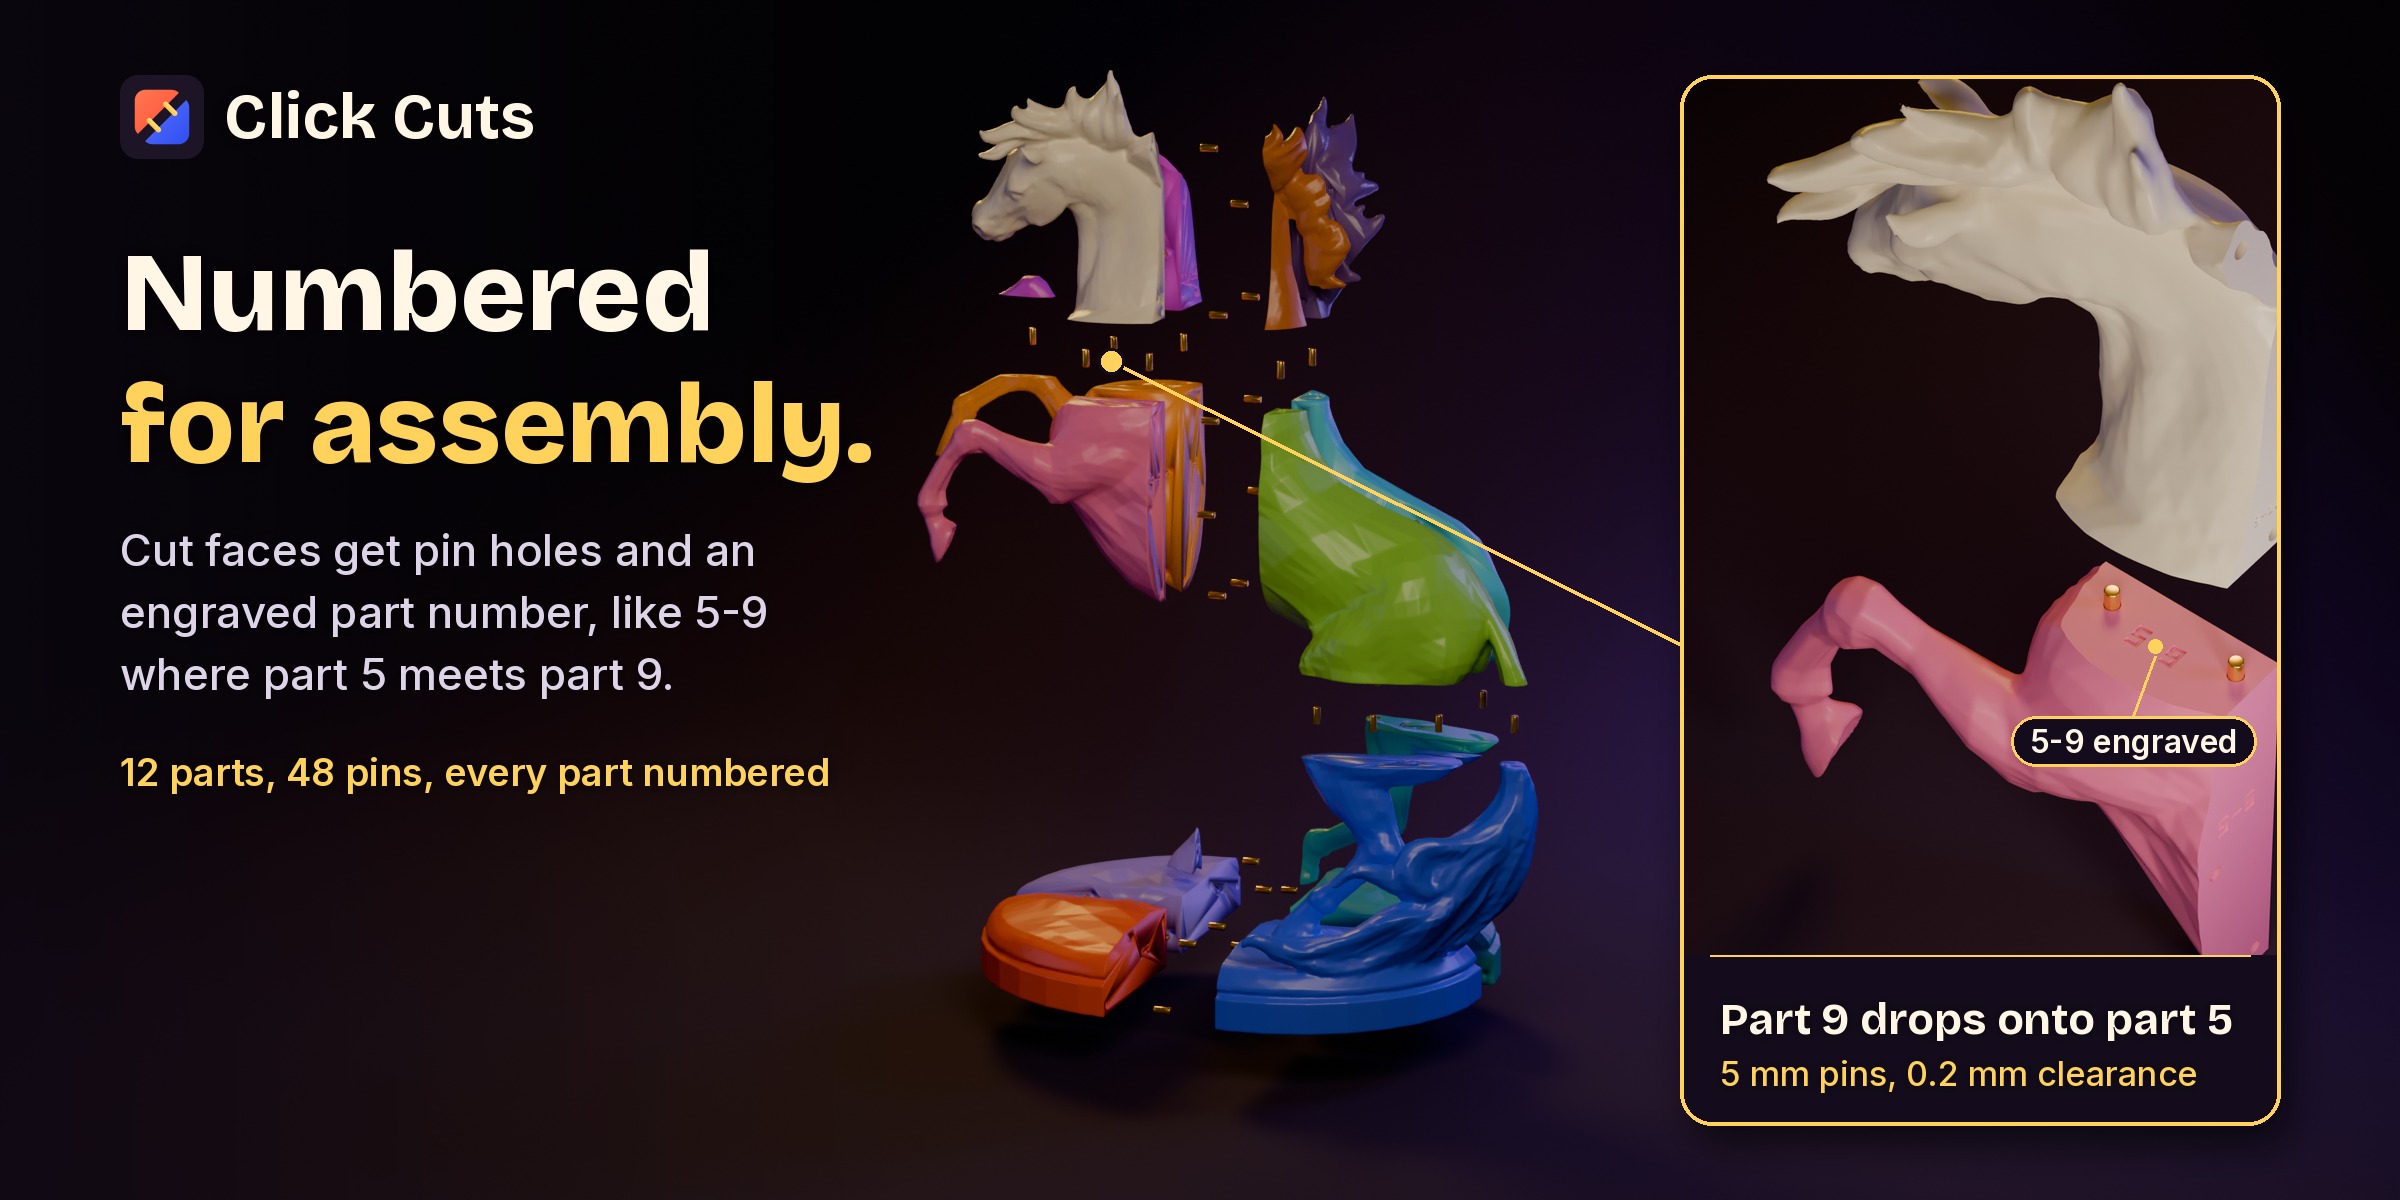 Click Cuts
Numbered
for assembly.
Cut faces get pin holes and an
engraved part number, like 5-9
where part 5 meets part 9.
12 parts, 48 pins, every part numbered
5-9 engraved
Part 9 drops onto part 5
5 mm pins, 0.2 mm clearance